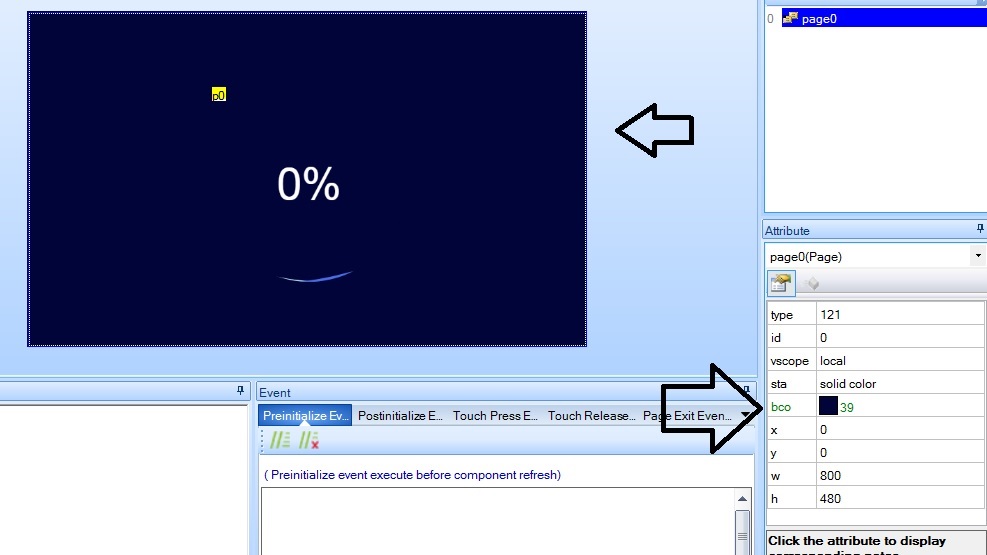 0 page0
p0
0%
Attribute
page0(Page)
type 121
id 0
vscope local
sta solid color
bco 39
x 0
y 0
w 800
h 480
Click the attribute to display
Event
Preinitialize Ev... Postinitialize E... Touch Press E... Touch Release... Page Exit Even...
( Preinitialize event execute before component refresh)